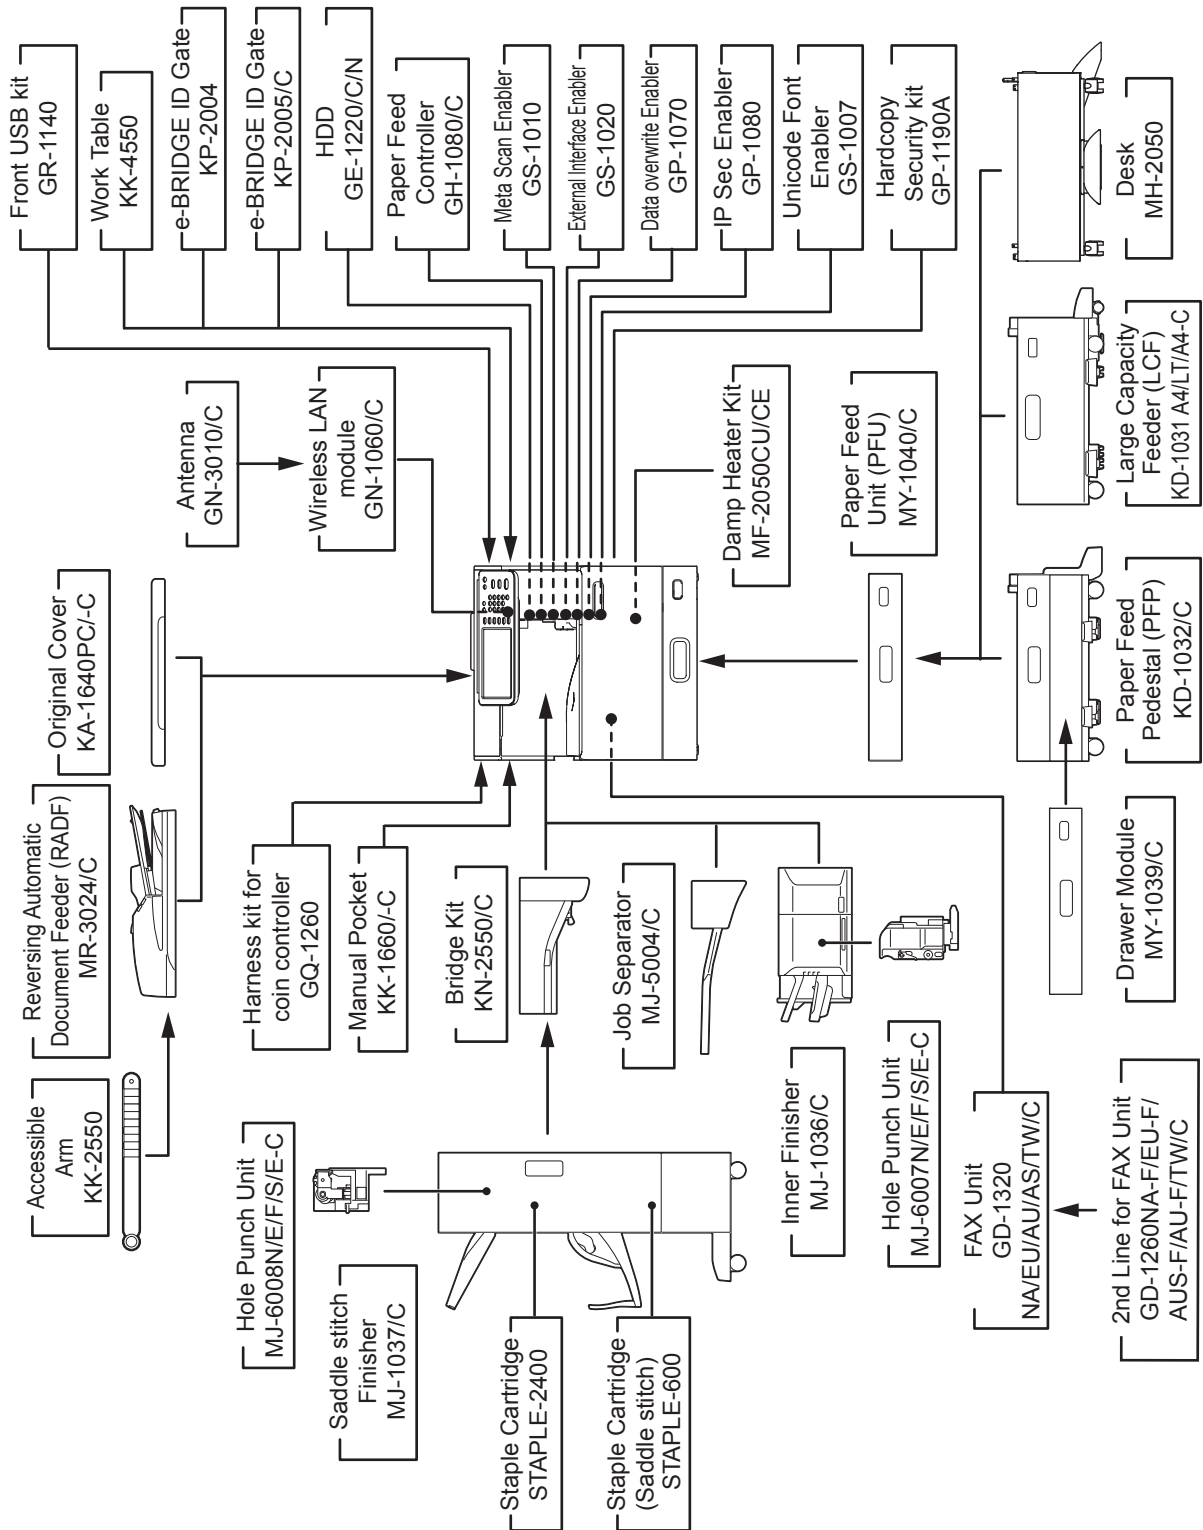 Front USB kit
GR-1140
Work Table
KK-4550
e-BRIDGE ID Gate
KP-2004
e-BRIDGE ID Gate
KP-2005/C
HDD
GE-1220/C/N
Paper Feed
Controller
GH-1080/C
Meta Scan Enabler
GS-1010
External Interface Enabler
GS-1020
Data overwrite Enabler
GP-1070
IP Sec Enabler
GP-1080
Unicode Font
Enabler
GS-1007
Hardcopy
Security kit
GP-1190A
Antenna
GN-3010/C
Wireless LAN
module
GN-1060/C
Damp Heater Kit
MF-2050CU/CE
Paper Feed
Unit (PFU)
MY-1040/C
Desk
MH-2050
Large Capacity
Feeder (LCF)
KD-1031 A4/LT/A4-C
Paper Feed
Pedestal (PFP)
KD-1032/C
Drawer Module
MY-1039/C
Original Cover
KA-1640PC/-C
Reversing Automatic
Document Feeder (RADF)
MR-3024/C
Accessible
Arm
KK-2550
Harness kit for
coin controller
GQ-1260
Manual Pocket
KK-1660/-C
Bridge Kit
KN-2550/C
Job Separator
MJ-5004/C
Inner Finisher
MJ-1036/C
Hole Punch Unit
MJ-6007N/E/F/S/E-C
FAX Unit
GD-1320
NA/EU/AU/AS/TW/C
2nd Line for FAX Unit
GD-1260NA-F/EU-F/
AUS-F/AU-F/TW/C
Hole Punch Unit
MJ-6008N/E/F/S/E-C
Saddle stitch
Finisher
MJ-1037/C
Staple Cartridge
STAPLE-2400
Staple Cartridge
(Saddle stitch)
STAPLE-600